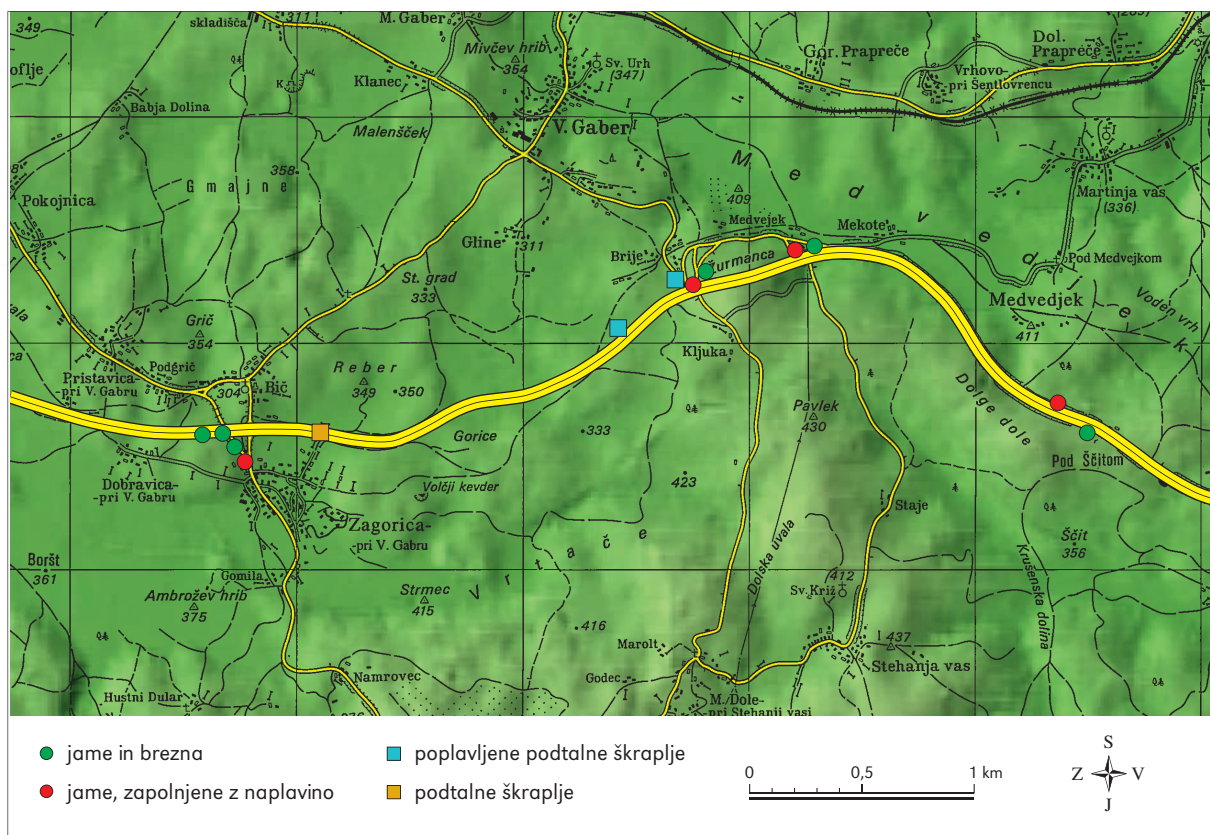 349
skladišča
311
M. Gaber
Mivčev hrib
354
Sv. Urh
(347)
Gor. Prapreče
Dol.
Prapreče
Vrhovo-
-pri Šentlovrencu
oflje
Klanec
K
Babja Dolina
Malenšček
V. Gaber
358
Gmajne
Medvedjek
409
Martinja vas
(336)
Pokojnica
Gline
311
Medvejek
Mekote
Brije
Žurmanca
Pod Medvejkom
St. grad
333
Medvedjek
411
Voden vrh
ala
Grič
354
Kljuka
ca
Podgrič
Reber
349
350
Pristavica-
-pri V. Gabru
304
Bič
Dolge dole
Pavlek
430
Gorice
333
Pod Ščitom
Dobravica-
-pri V. Gabru
Volčji kevder
423
Staje
Zagorica-
-pri V. Gabru
Vrtače
Ščit
356
Boršt
361
Dolska uvala
Krušenska dolina
Gomila
Ambrožev hrib
375
Strmec
415
(412
Sv. Križ
416
Marolt
437
Stehanja vas
Namrovec
Godec
Hustni Dular
M./Dole-
-pri Stehanji vasi
jame in brezna
jame, zapolnjene z naplavino
poplavljene podtalne škraplje
podtalne škraplje
0 0,5 1 km
S
Z V
J